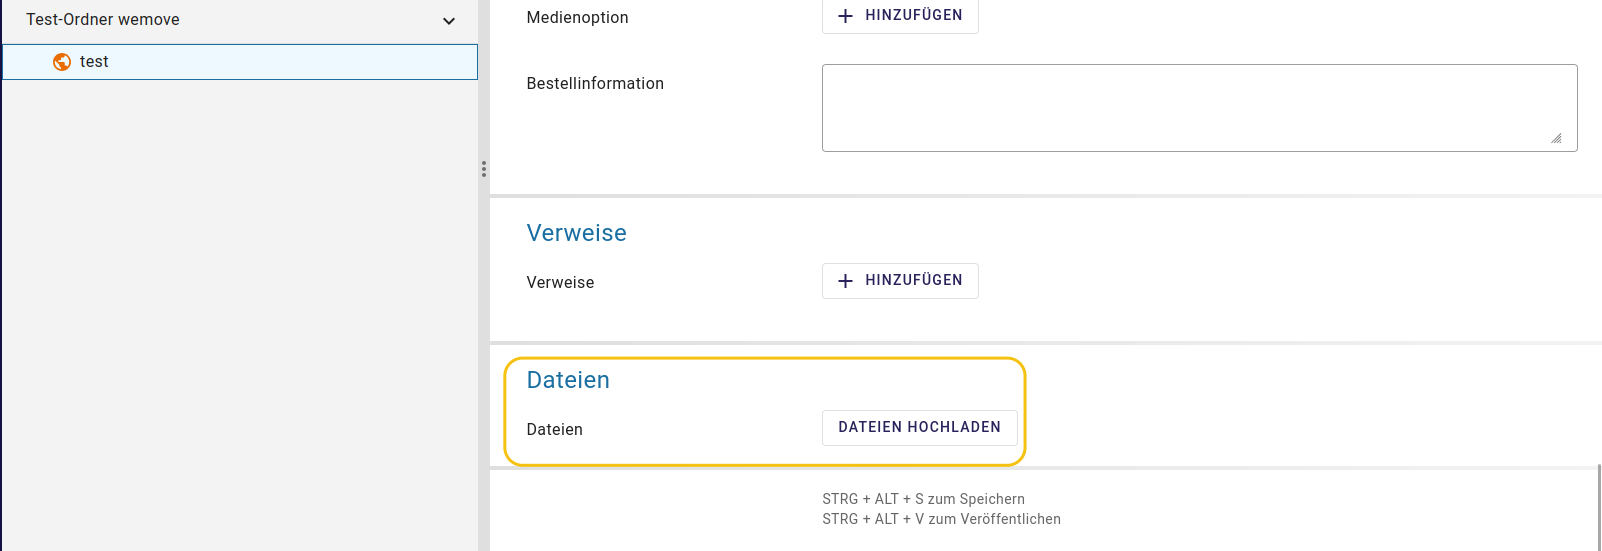 Test-Ordner wemove
test
Medienoption
HINZUFÜGEN
Bestellinformation
Verweise
Verweise
HINZUFÜGEN
Dateien
Dateien
DATEIEN HOCHLADEN
STRG + ALT + S zum Speichern
STRG + ALT + V zum Veröffentlichen